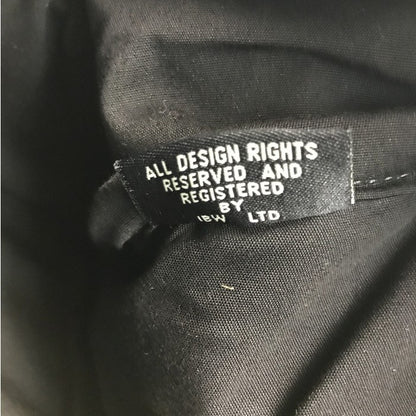 ALL DESIGN RIGHTS
RESERVED AND
REGISTERED
BY
IBW LTD